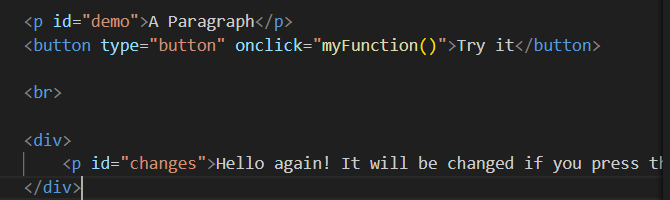 <p id="demo">A Paragraph</p>
<button type="button" onclick="myFunction()">Try it</button>
<br>
<div>
<p id="changes">Hello again! It will be changed if you press
</div>